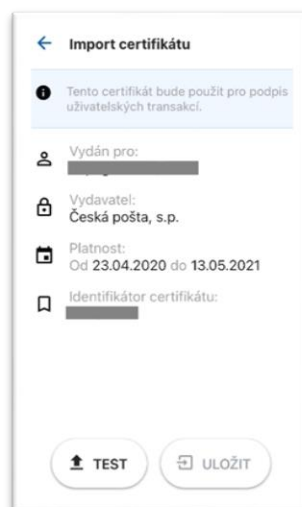 Import certifikátu
Tento certifikát bude použit pro podpis
uživatelských transakcí.
Vydán pro:
Vydavatel:
Česká pošta, s.p.
Platnost:
Od 23.04.2020 do 13.05.2021
Identifikátor certifikátu:
TEST
ULOŽIT